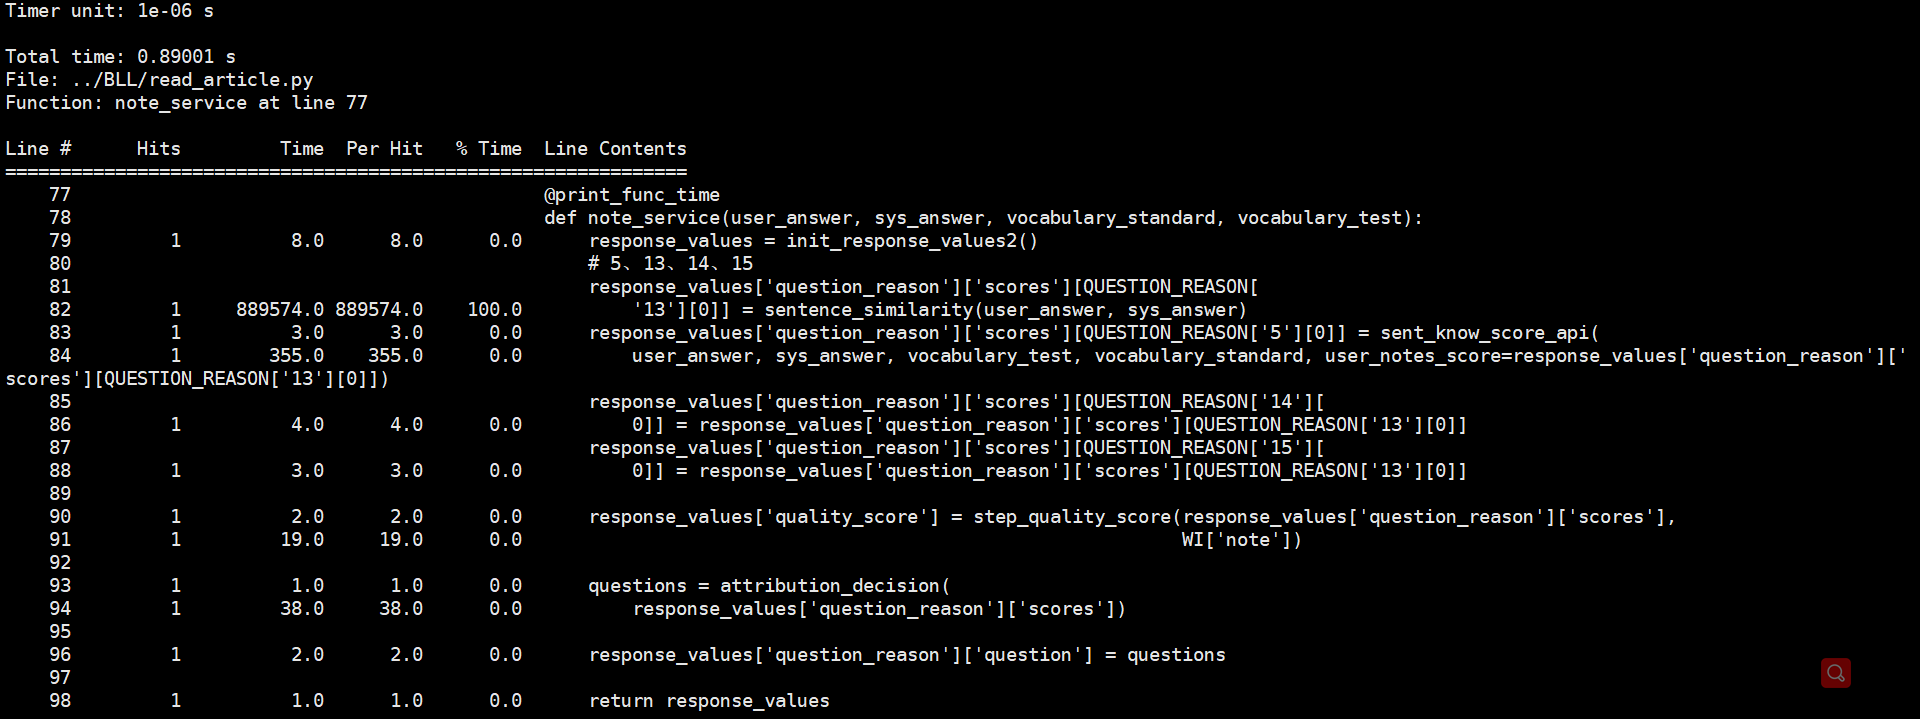 Timer unit: 1e-06 s
Total time: 0.89001 s
File: ../BLL/read_article.py
Function: note_service at line 77
Line #      Hits         Time  Per Hit   % Time  Line Contents
==============================================================
    77                                           @print_func_time
    78                                           def note_service(user_answer, sys_answer, vocabulary_standard, vocabulary_test):
    79         1          8.0      8.0      0.0      response_values = init_response_values2()
    80                                               # 5、13、14、15
    81                                               response_values['question_reason']['scores'][QUESTION_REASON[
    82         1     889574.0 889574.0    100.0          '13'][0]] = sentence_similarity(user_answer, sys_answer)
    83         1          3.0      3.0      0.0      response_values['question_reason']['scores'][QUESTION_REASON['5'][0]] = sent_know_score_api(
    84         1        355.0    355.0      0.0          user_answer, sys_answer, vocabulary_test, vocabulary_standard, user_notes_score=response_values['question_reason']['
scores'][QUESTION_REASON['13'][0]])
    85                                               response_values['question_reason']['scores'][QUESTION_REASON['14'][
    86         1          4.0      4.0      0.0          0]] = response_values['question_reason']['scores'][QUESTION_REASON['13'][0]]
    87                                               response_values['question_reason']['scores'][QUESTION_REASON['15'][
    88         1          3.0      3.0      0.0          0]] = response_values['question_reason']['scores'][QUESTION_REASON['13'][0]]
    89
    90         1          2.0      2.0      0.0      response_values['quality_score'] = step_quality_score(response_values['question_reason']['scores'],
    91         1         19.0     19.0      0.0                                                            WI['note'])
    92
    93         1          1.0      1.0      0.0      questions = attribution_decision(
    94         1         38.0     38.0      0.0          response_values['question_reason']['scores'])
    95
    96         1          2.0      2.0      0.0      response_values['question_reason']['question'] = questions
    97
    98         1          1.0      1.0      0.0      return response_values